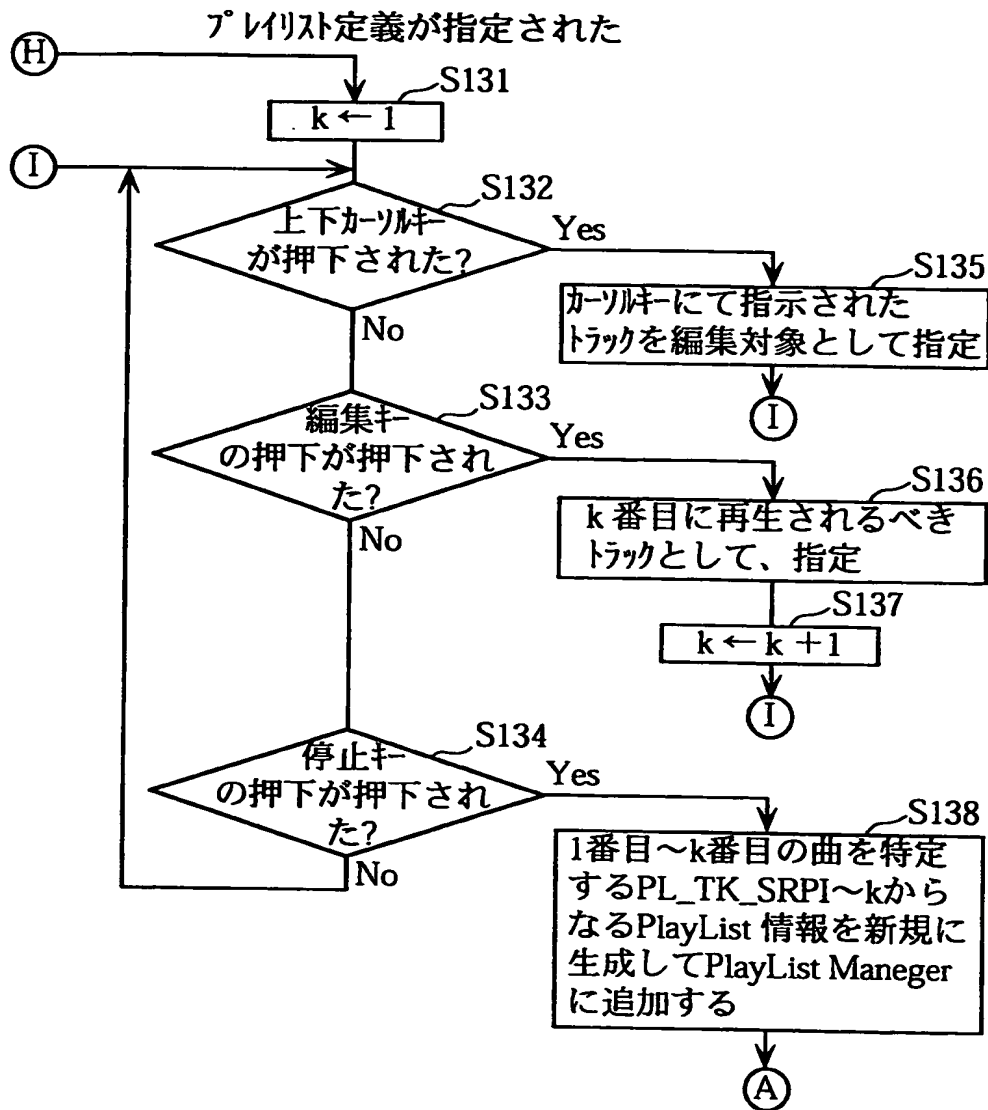 プレイリスト定義が指定された
H
S131
k ← 1
I
S132
上下カーソルキー
が押下された?
Yes
No
S135
カーソルキーにて指示された
トラックを編集対象として指定
I
S133
編集キー
の押下が押下され
た?
Yes
No
S136
k 番目に再生されるべき
トラックとして、指定
S137
k ← k +1
I
S134
停止キー
の押下が押下され
た?
Yes
No
S138
1番目～k番目の曲を特定
するPL_TK_SRPI～kから
なるPlayList 情報を新規に
生成してPlayList Maneger
に追加する
A